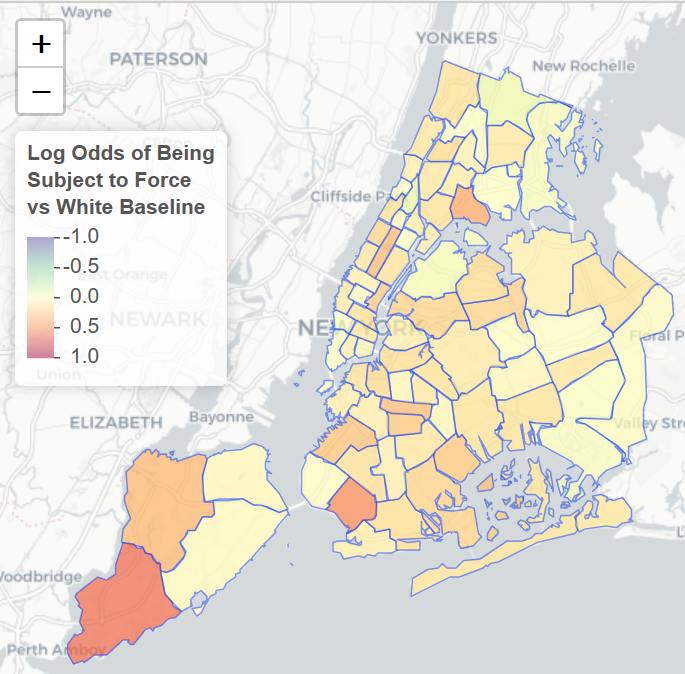 Wayne
YONKERS
+
PATERSON
New Rochelle
−
Log Odds of Being
Subject to Force
vs White Baseline
Cliffside
-1.0
-0.5
East Orange
0.0
NEWARK
NEW YORK
0.5
Floral P
1.0
Union
ELIZABETH
Bayonne
Valley Stre
Woodbridge
Perth Amboy